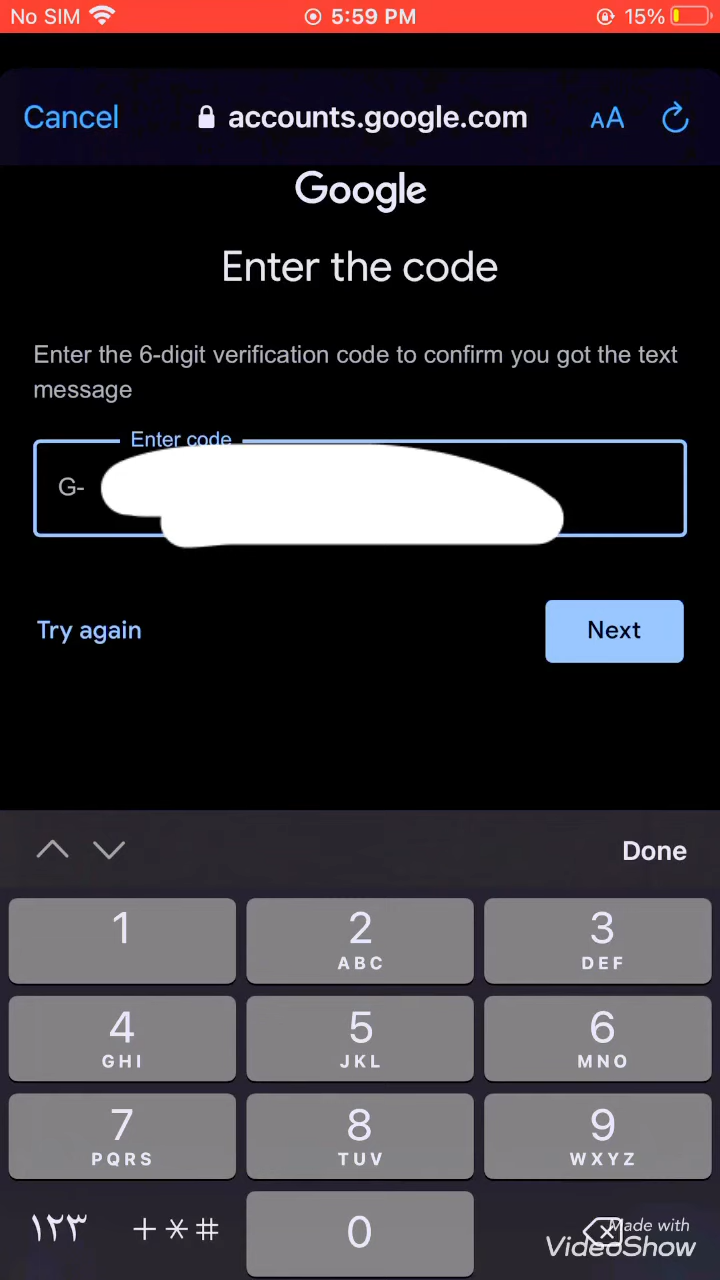 No SIM 5:59 PM 15%
Cancel accounts.google.com AA
Google
Enter the code
Enter the 6-digit verification code to confirm you got the text
message
Enter code
G-
Try again Next
Done
1 2 3
ABC DEF
4 5 6
GHI JKL MNO
7 8 9
PQRS TUV WXYZ
١٢٣ +*# 0
Made with
VideoShow